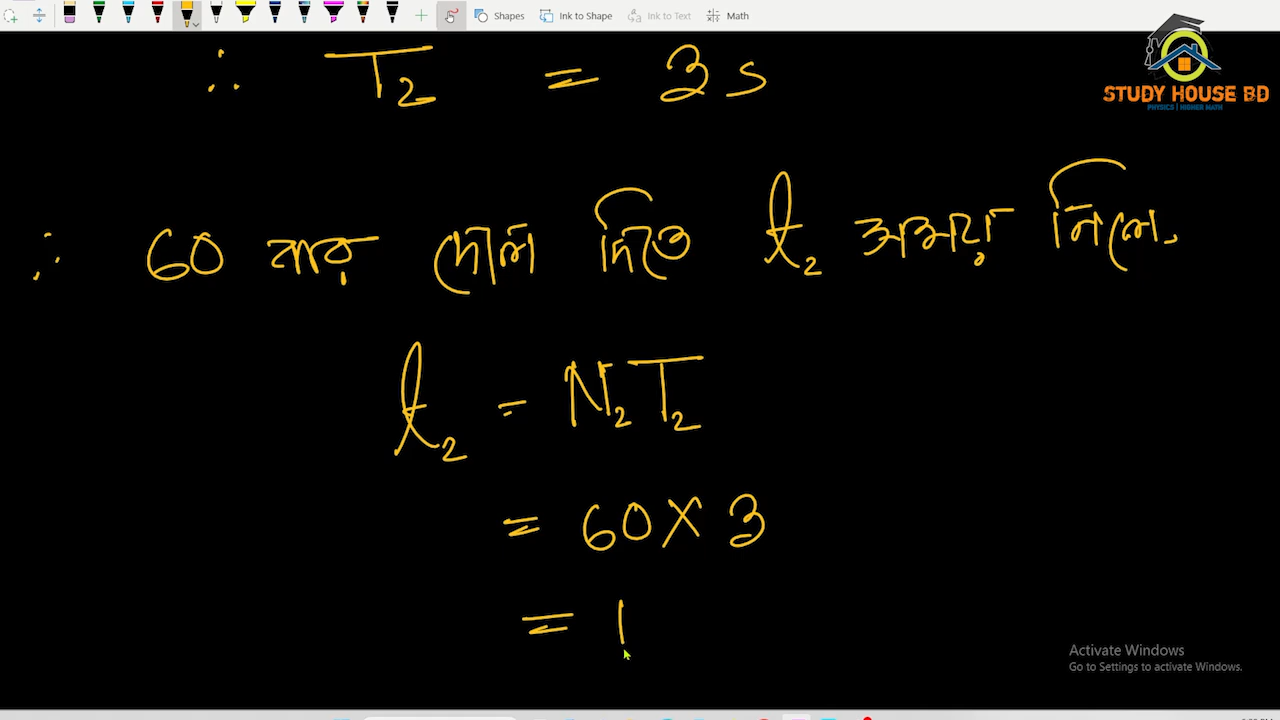 Shapes Ink to Shape Ink to Text Math
∴ T₂ = 3 s
STUDY HOUSE BD
PHYSICS | HIGHER MATH
∴ 60 বার দোল দিতে t₂ সময় নিলে,
t₂ = N₂T₂
= 60 × 3
= 1
Activate Windows
Go to Settings to activate Windows.